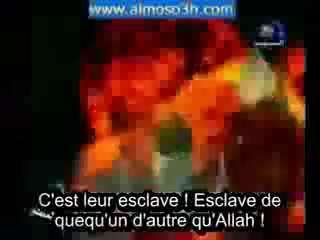 www.almoso3h.com
C'est leur esclave ! Esclave de
quequ'un d'autre qu'Allah !